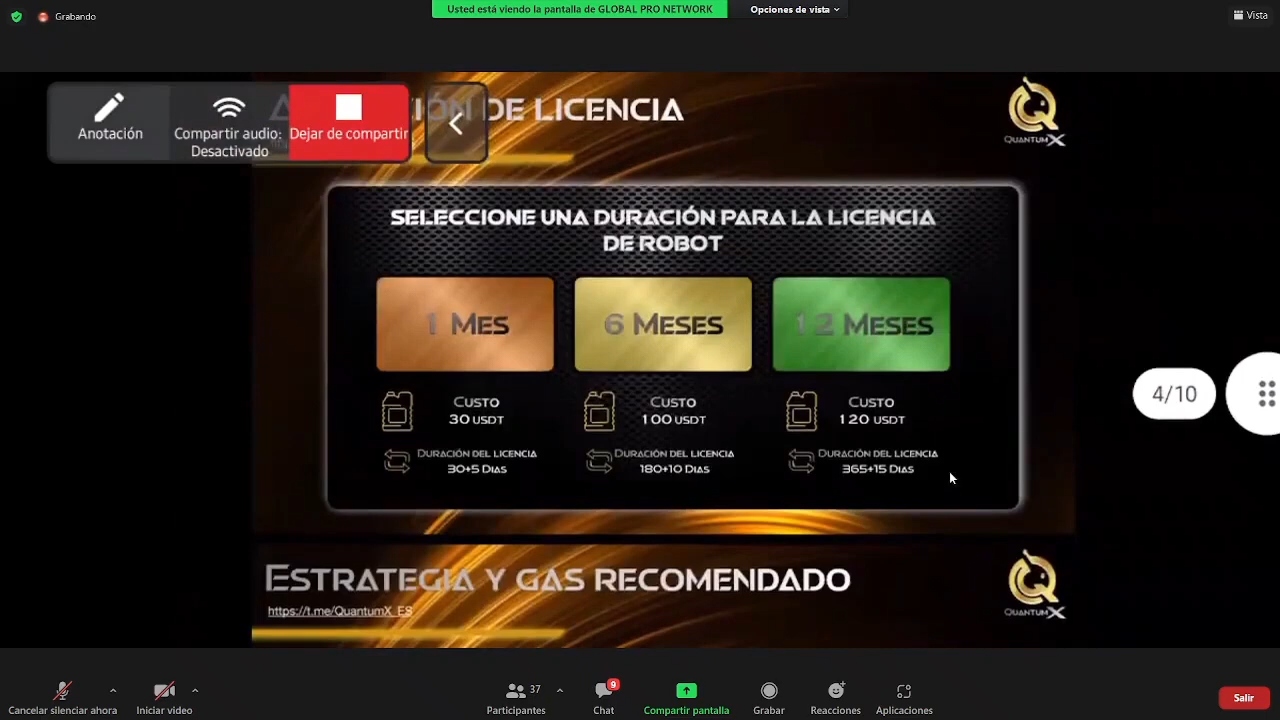 Grabando
Usted está viendo la pantalla de GLOBAL PRO NETWORK
Opciones de vista
Vista
Anotación
Compartir audio:
Desactivado
Dejar de compartir
DE LICENCIA
QUANTUMX
SELECCIONE UNA DURACIÓN PARA LA LICENCIA
DE ROBOT
1 MES
6 MESES
12 MESES
CUSTO
30 USDT
CUSTO
100 USDT
CUSTO
120 USDT
DURACIÓN DEL LICENCIA
30+5 DIAS
DURACIÓN DEL LICENCIA
180+10 DIAS
DURACIÓN DEL LICENCIA
365+15 DIAS
4/10
ESTRATEGIA Y GAS RECOMENDADO
https://t.me/QuantumX_ES
QUANTUMX
Cancelar silenciar ahora
Iniciar video
37
Participantes
9
Chat
Compartir pantalla
Grabar
Reacciones
Aplicaciones
Salir